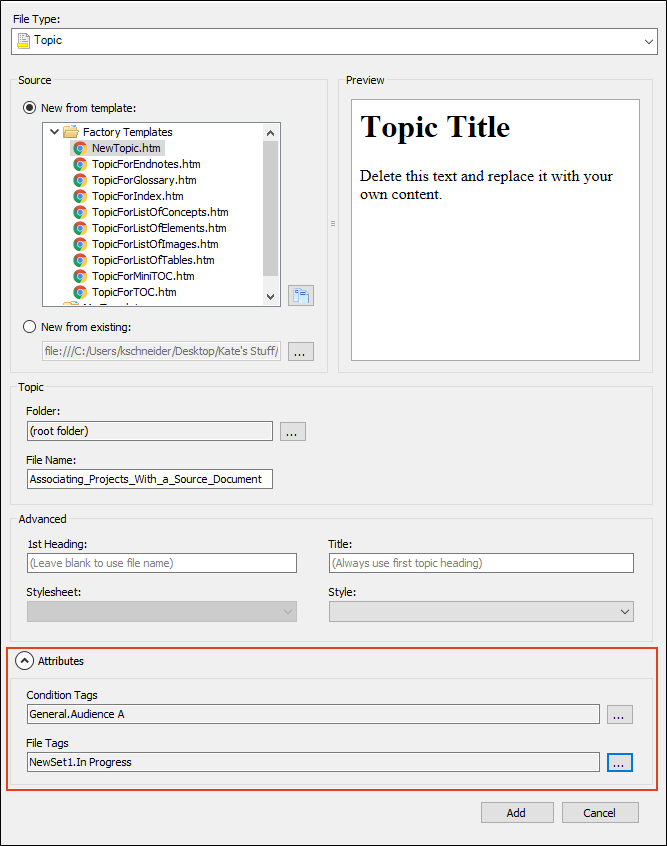 File Type:
Topic
Source
New from template:
Factory Templates
NewTopic.htm
TopicForEndnotes.htm
TopicForGlossary.htm
TopicForIndex.htm
TopicForListOfConcepts.htm
TopicForListOfElements.htm
TopicForListOfImages.htm
TopicForListOfTables.htm
TopicForMiniTOC.htm
TopicForTOC.htm
New from existing:
file:///C:/Users/kschneider/Desktop/Kate's Stuff/
...
Preview
Topic Title
Delete this text and replace it with your
own content.
Topic
Folder:
(root folder)
...
File Name:
Associating_Projects_With_a_Source_Document
Advanced
1st Heading:
(Leave blank to use file name)
Title:
(Always use first topic heading)
Stylesheet:
Style:
Attributes
Condition Tags
General.Audience A
...
File Tags
NewSet1.In Progress
...
Add
Cancel